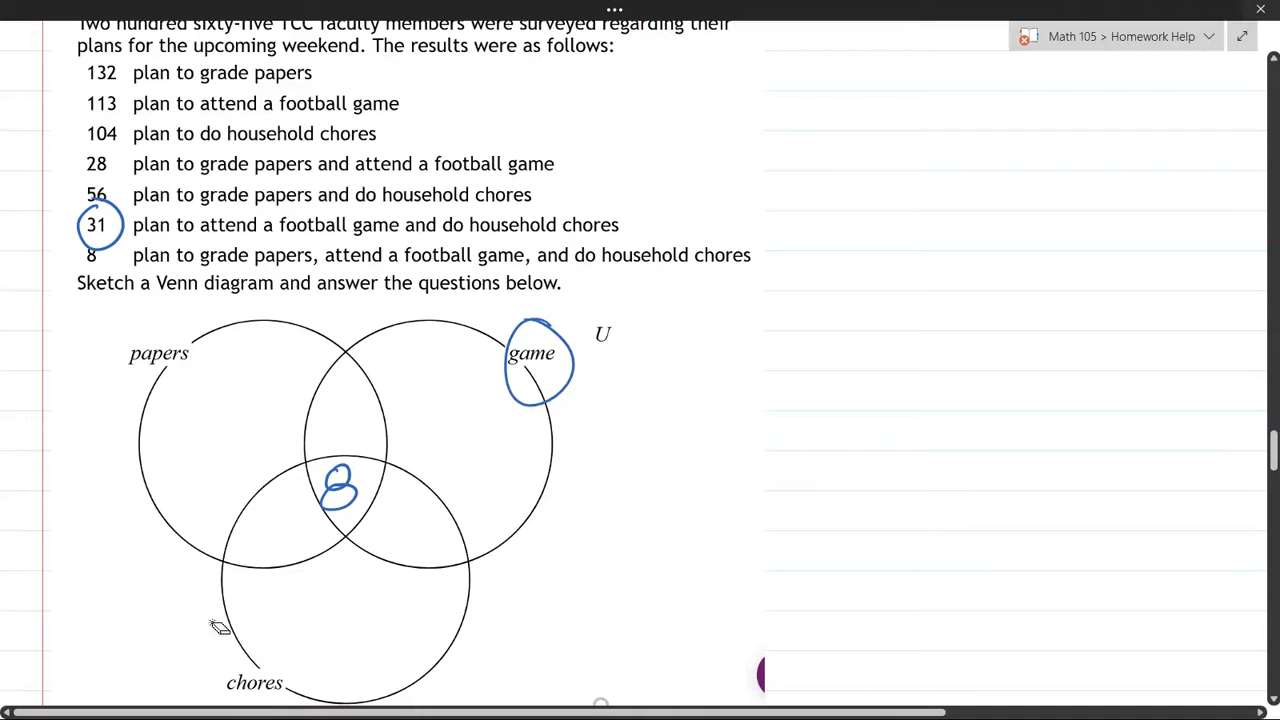 Two hundred sixty-five TCC faculty members were surveyed regarding their
Math 105 > Homework Help
plans for the upcoming weekend. The results were as follows:
132 plan to grade papers
113 plan to attend a football game
104 plan to do household chores
28 plan to grade papers and attend a football game
56 plan to grade papers and do household chores
31 plan to attend a football game and do household chores
8 plan to grade papers, attend a football game, and do household chores
Sketch a Venn diagram and answer the questions below.
U
papers
game
8
chores